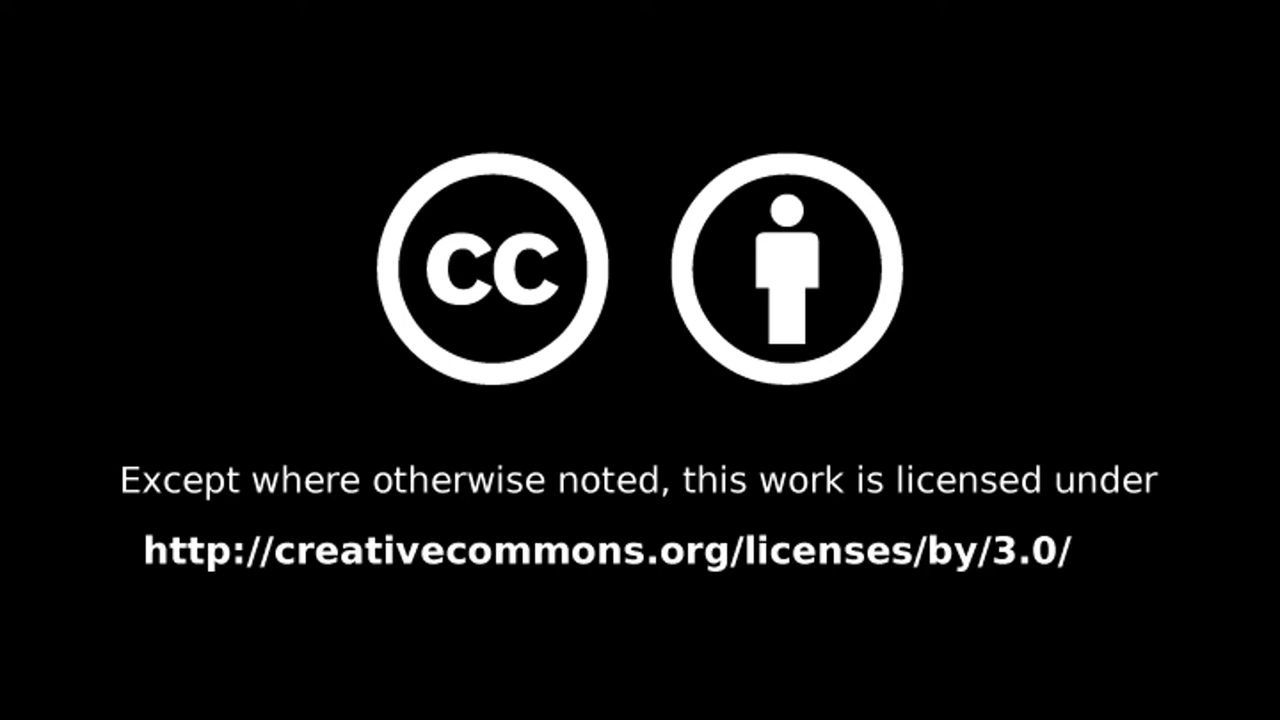 cc
Except where otherwise noted, this work is licensed under
http://creativecommons.org/licenses/by/3.0/